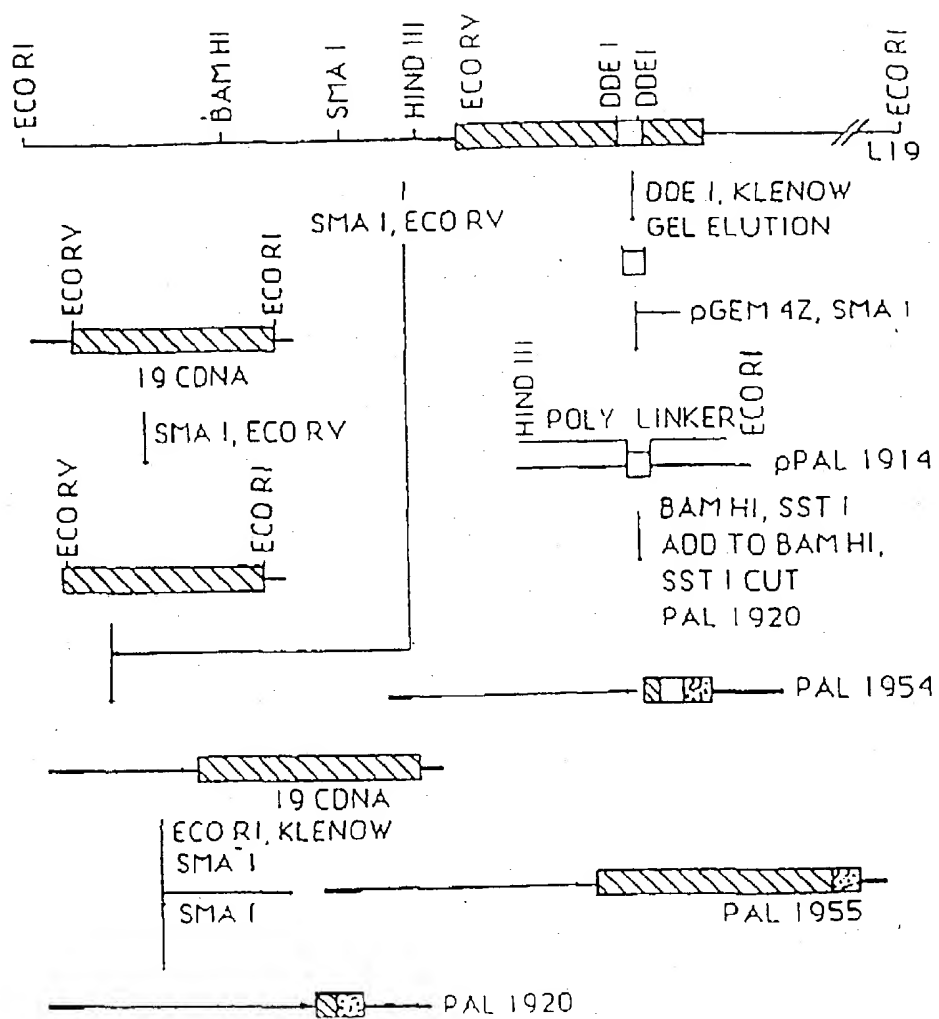 ECO RI
BAM HI
SMA I
HIND III
ECO RV
DDE I
DDE I
ECO RI
L19
SMA I, ECO RV
DDE I, KLENOW
GEL ELUTION
ECO RV
ECO RI
pGEM 4Z, SMA I
19 CDNA
SMA I, ECO RV
HIND III
POLY LINKER
ECO RI
pPAL 1914
ECO RV
ECO RI
BAM HI, SST I
ADD TO BAM HI,
SST I CUT
PAL 1920
PAL 1954
19 CDNA
ECO RI, KLENOW
SMA I
SMA I
PAL 1955
PAL 1920